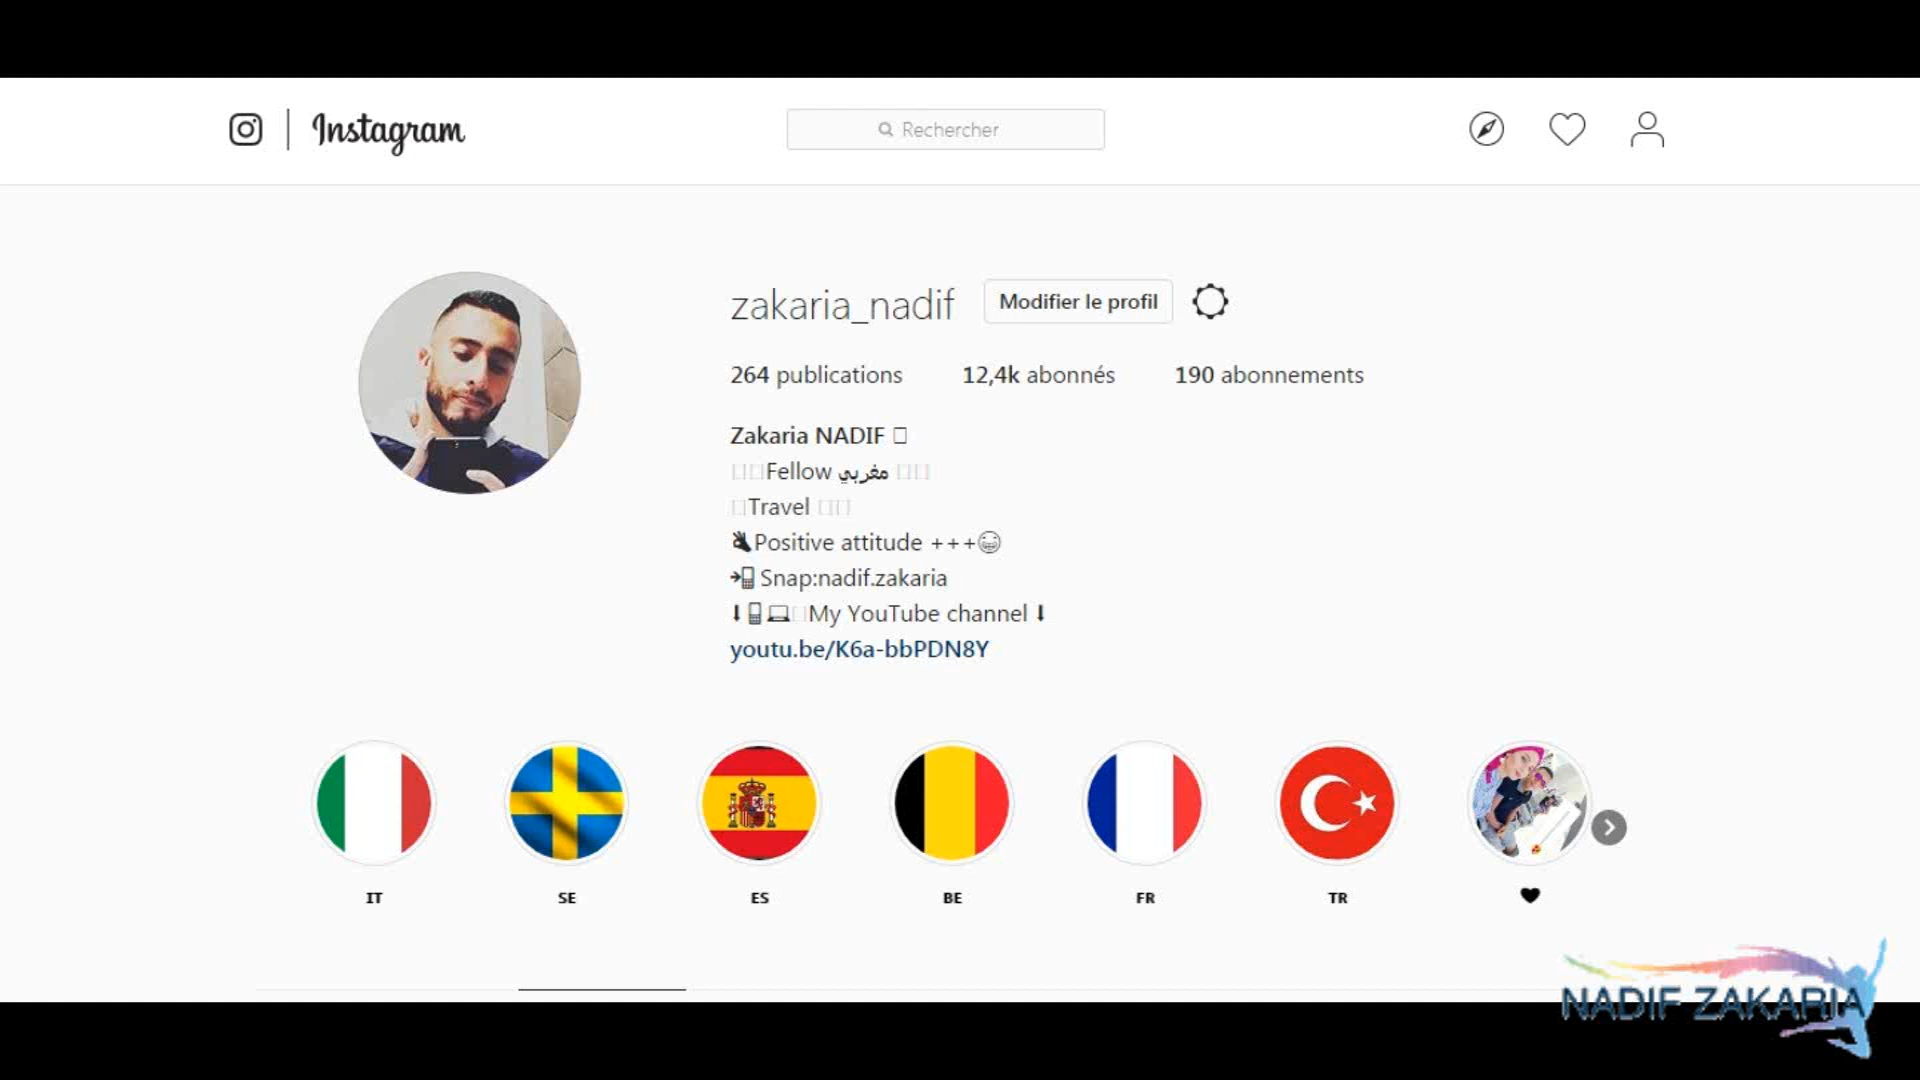 Instagram
Rechercher
zakaria_nadif Modifier le profil
264 publications 12,4k abonnés 190 abonnements
Zakaria NADIF
Fellow مغربي
Travel
Positive attitude +++😁
📲 Snap:nadif.zakaria
⬇📱💻My YouTube channel ⬇
youtu.be/K6a-bbPDN8Y
IT SE ES BE FR TR ♥
NADIF ZAKARIA